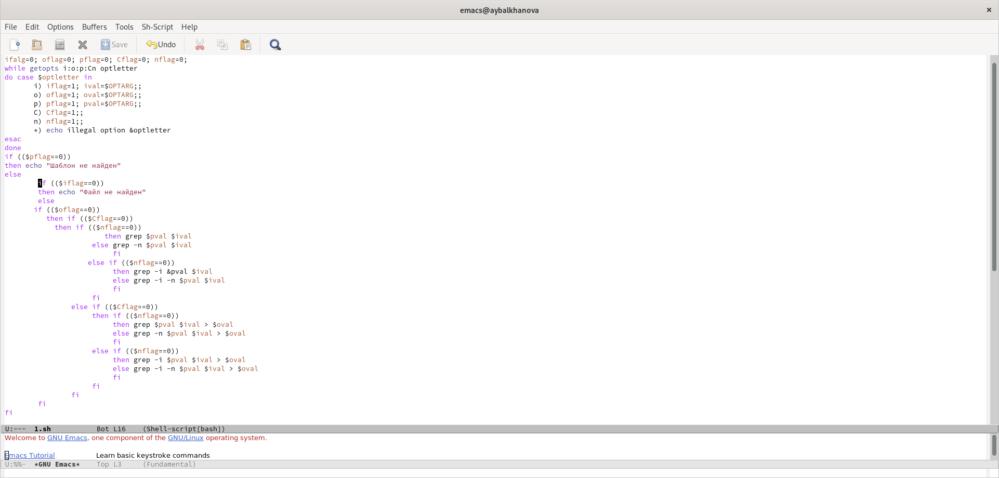 emacs@aybalkhanova
File Edit Options Buffers Tools Sh-Script Help
Save Undo
ifalg=0; oflag=0; pflag=0; Cflag=0; nflag=0;
while getopts i:o:p:Cn optletter
do case $optletter in
i) iflag=1; ival=$OPTARG;;
o) oflag=1; oval=$OPTARG;;
p) pflag=1; pval=$OPTARG;;
C) Cflag=1;;
n) nflag=1;;
*) echo illegal option &optletter
esac
done
if (($pflag==0))
then echo "Шаблон не найден"
else
if (($iflag==0))
then echo "Файл не найден"
else
if (($oflag==0))
then if (($Cflag==0))
then if (($nflag==0))
then grep $pval $ival
else grep -n $pval $ival
fi
else if (($nflag==0))
then grep -i &pval $ival
else grep -i -n $pval $ival
fi
fi
else if (($Cflag==0))
then if (($nflag==0))
then grep $pval $ival > $oval
else grep -n $pval $ival > $oval
fi
else if (($nflag==0))
then grep -i $pval $ival > $oval
else grep -i -n $pval $ival > $oval
fi
fi
fi
fi
fi
U:--- 1.sh Bot L16 (Shell-script[bash])
Welcome to GNU Emacs, one component of the GNU/Linux operating system.
Emacs Tutorial Learn basic keystroke commands
U:%%- *GNU Emacs* Top L3 (Fundamental)